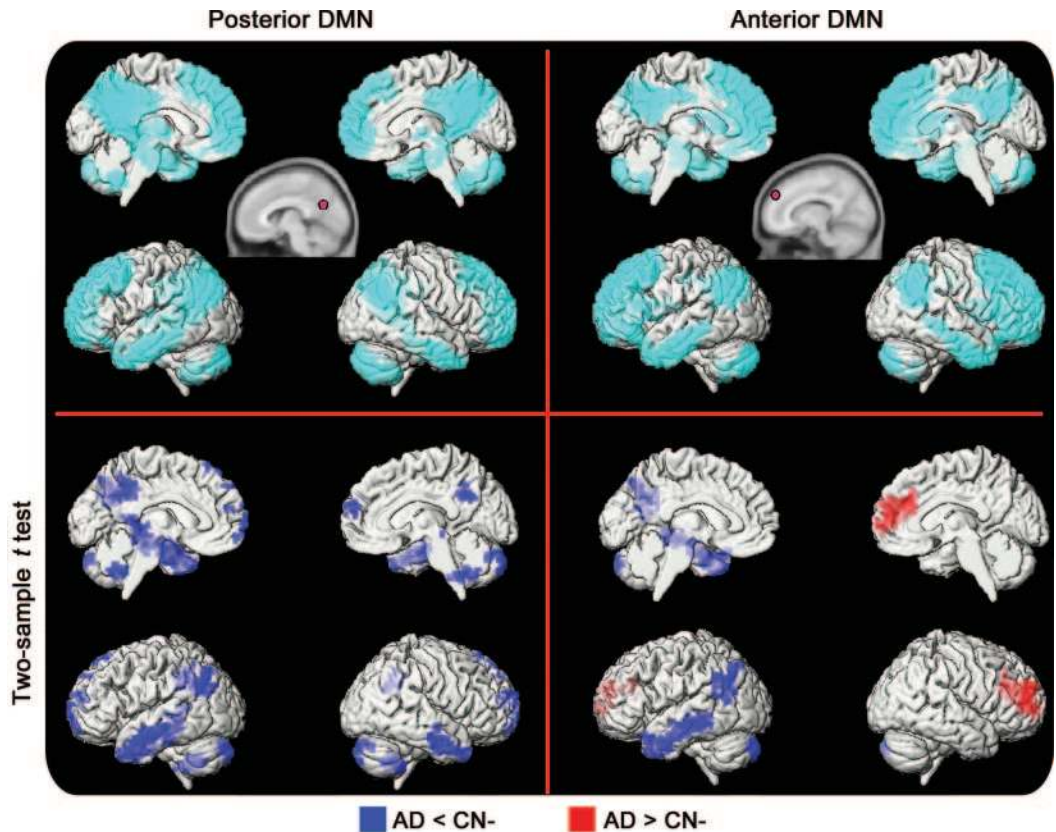 Posterior DMN
Anterior DMN
Two-sample t test
AD < CN-
AD > CN-